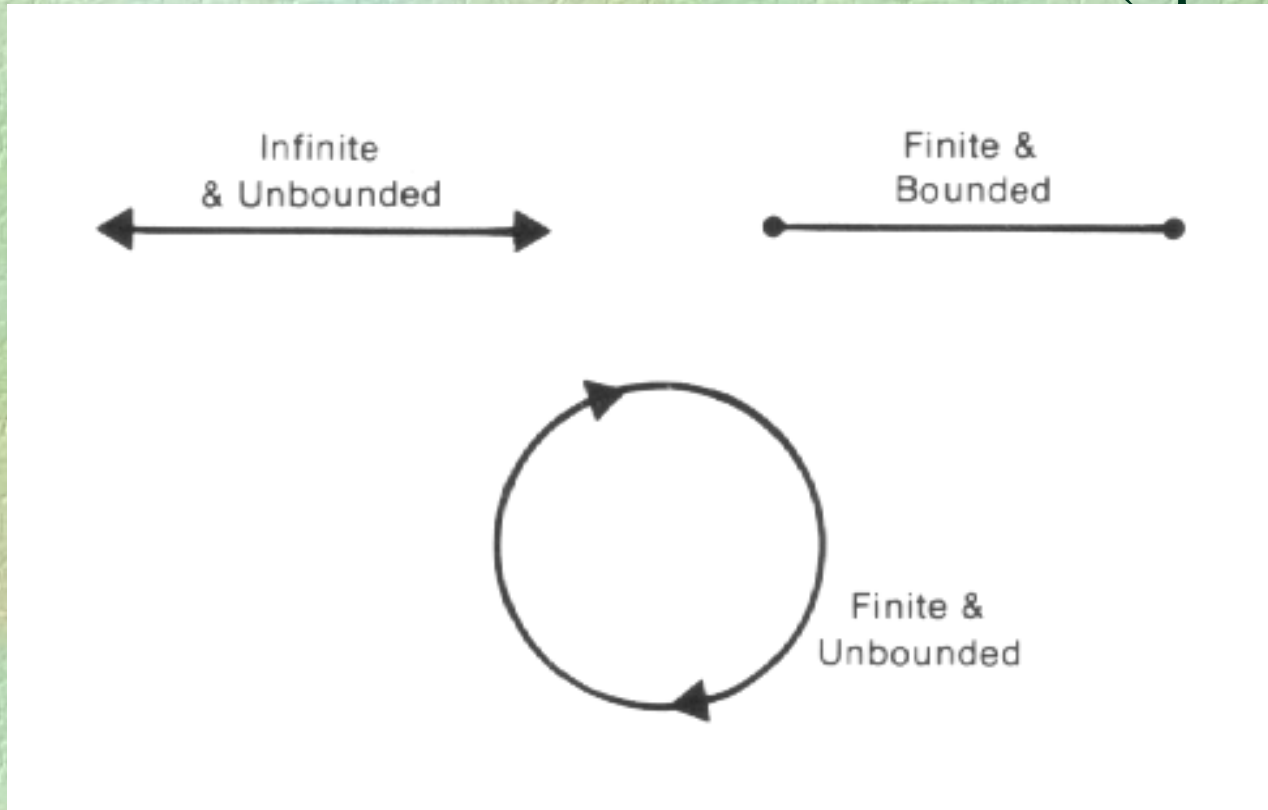 Infinite
& Unbounded
Finite &
Bounded
Finite &
Unbounded